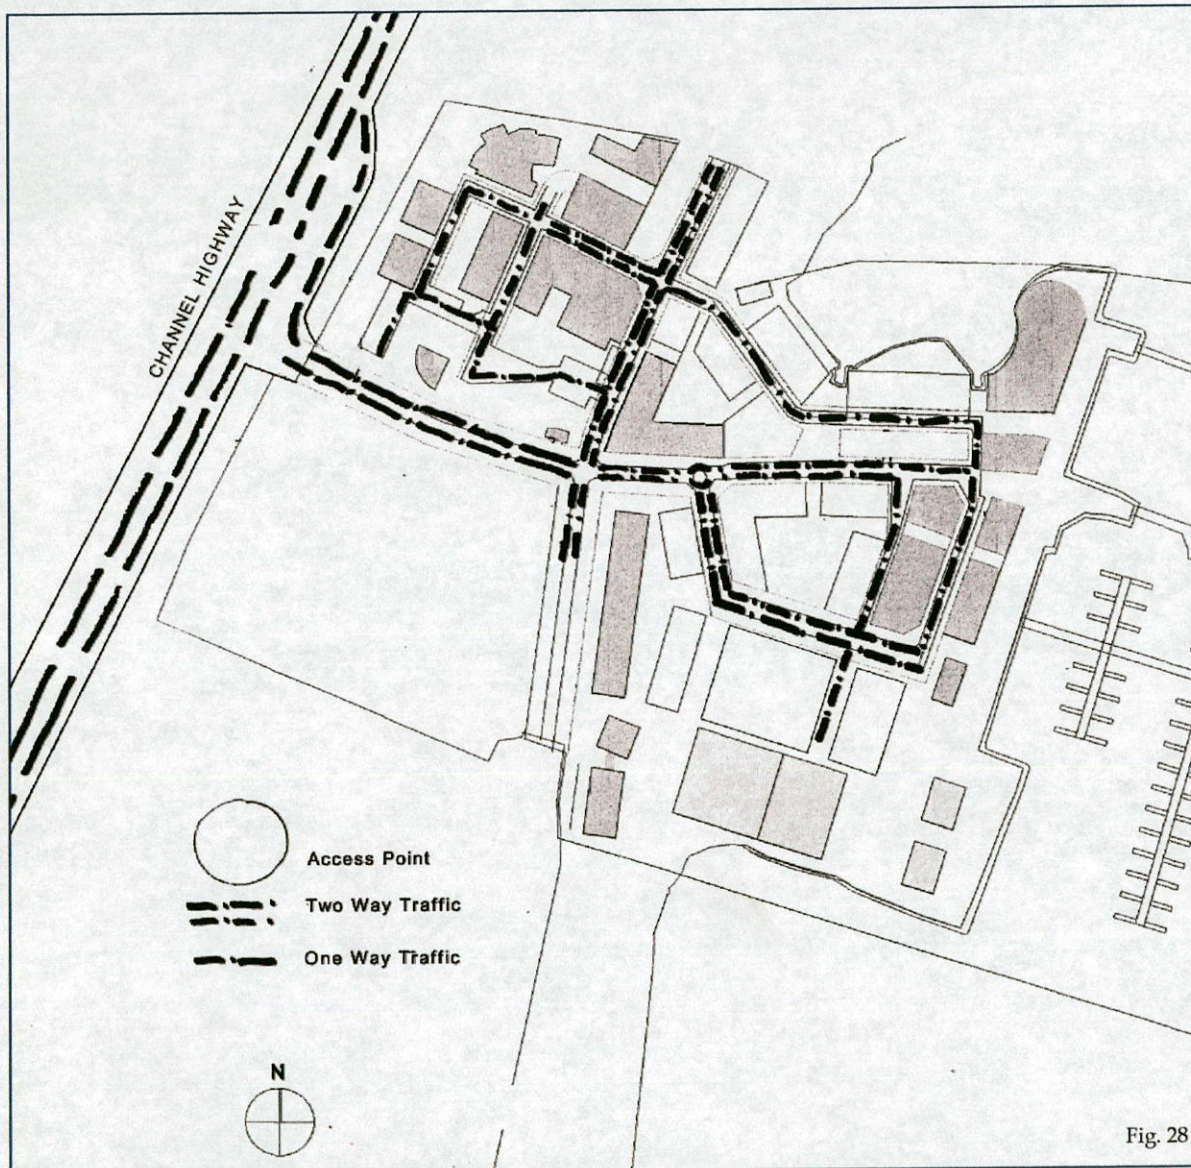 CHANNEL HIGHWAY
Access Point
Two Way Traffic
One Way Traffic
N
Fig. 28